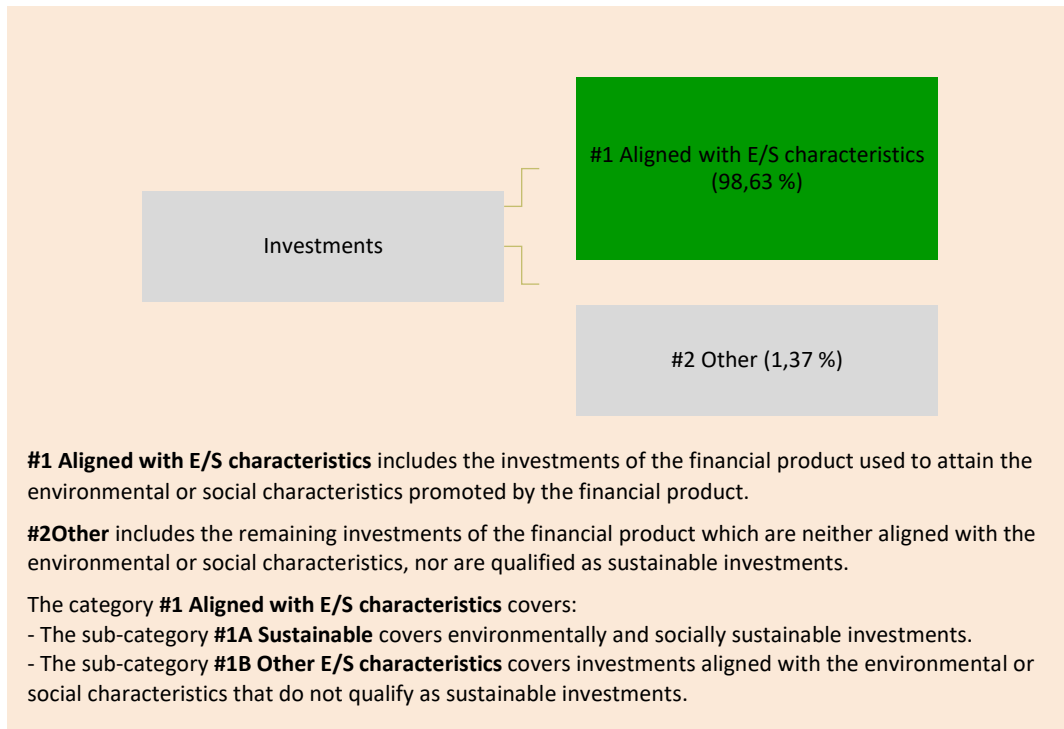 #1 Aligned with E/S characteristics
(98,63 %)
Investments
#2 Other (1,37 %)
#1 Aligned with E/S characteristics includes the investments of the financial product used to attain the
environmental or social characteristics promoted by the financial product.
#2Other includes the remaining investments of the financial product which are neither aligned with the
environmental or social characteristics, nor are qualified as sustainable investments.
The category #1 Aligned with E/S characteristics covers:
- The sub-category #1A Sustainable covers environmentally and socially sustainable investments.
- The sub-category #1B Other E/S characteristics covers investments aligned with the environmental or
social characteristics that do not qualify as sustainable investments.